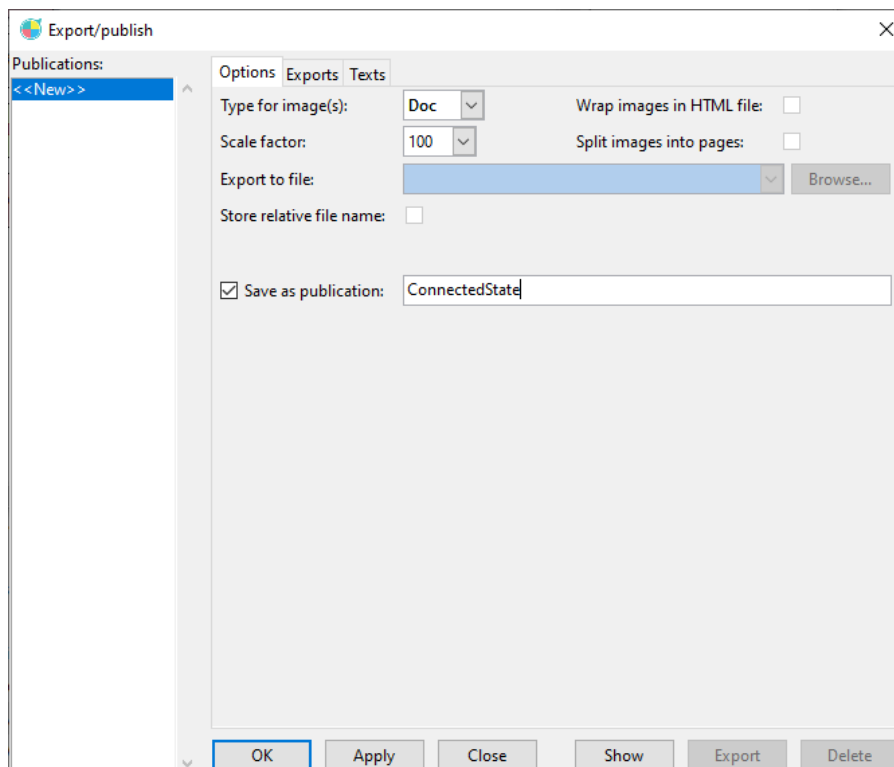 Export/publish
Publications:
<<New>>
Options Exports Texts
Type for image(s): Doc Wrap images in HTML file:
Scale factor: 100 Split images into pages:
Export to file: Browse...
Store relative file name:
Save as publication: ConnectedState
OK Apply Close Show Export Delete